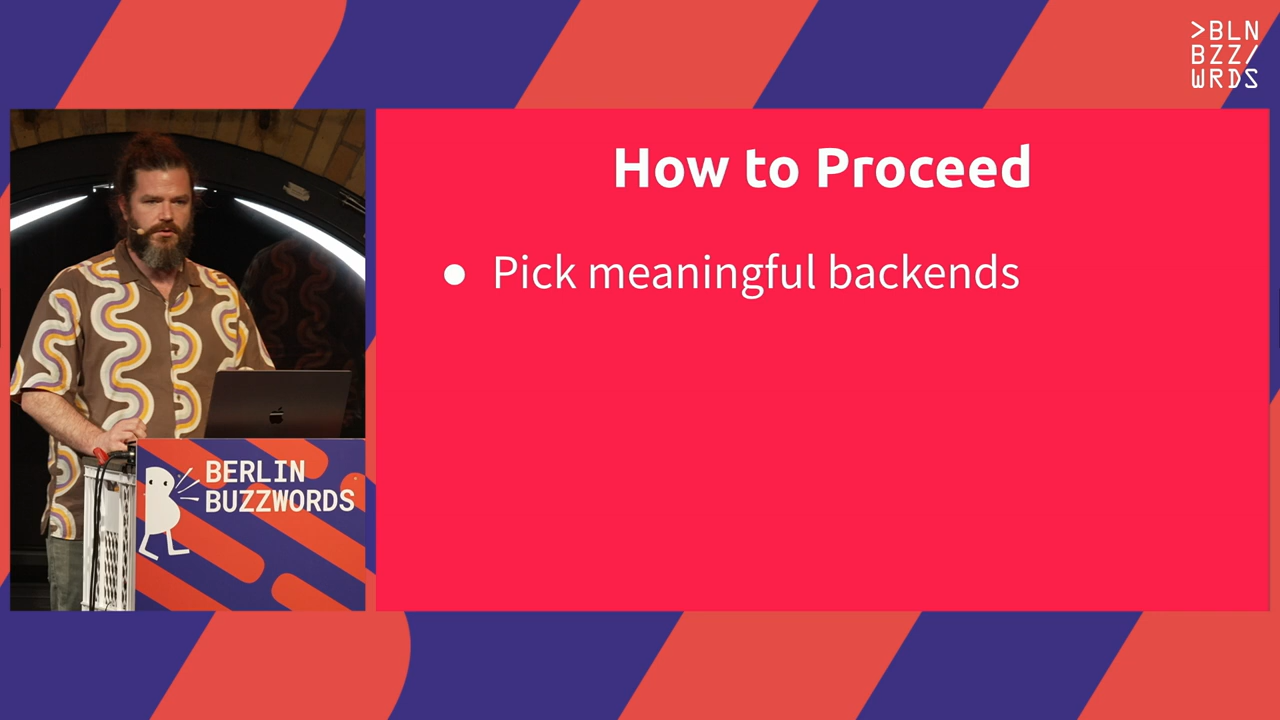 >BLN
BZZ/
WRDS
How to Proceed
● Pick meaningful backends
BERLIN
BUZZWORDS